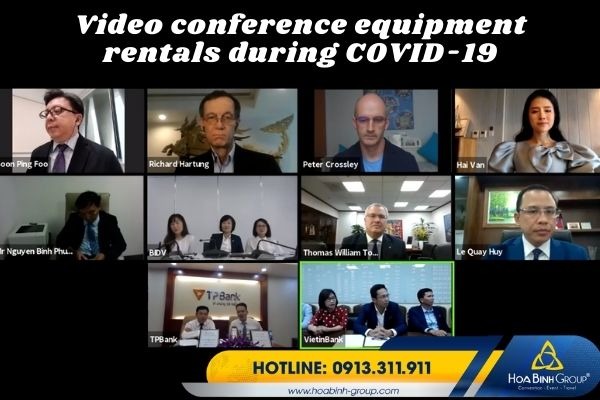 Video conference equipment
rentals during COVID-19
oon Ping Foo
Richard Hartung
Peter Crossley
Hai Van
Mr Nguyen Binh Phu...
BIDV
Thomas William To...
Le Quay Huy
TPBank
TPBank
VietinBank
HOTLINE: 0913.311.911
www.hoabinh-group.com
HOA BINH GROUP®
Convention - Event - Travel